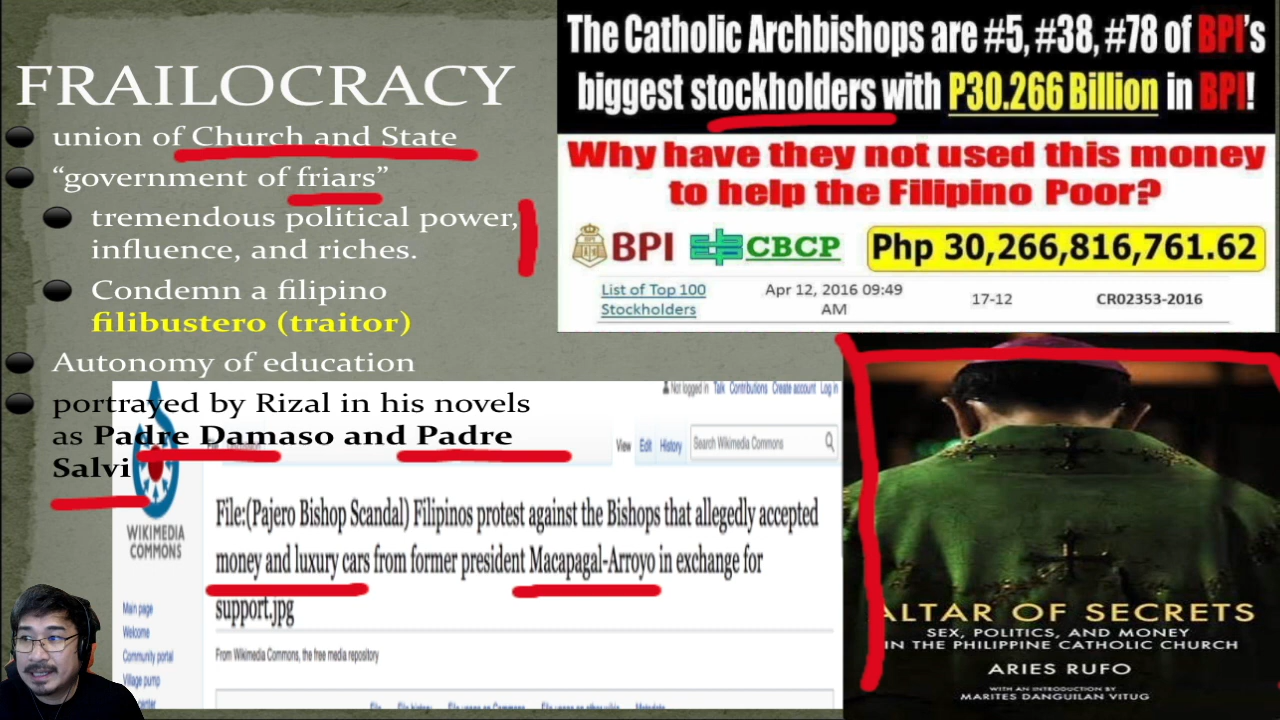 FRAILOCRACY
union of Church and State
“government of friars”
tremendous political power,
influence, and riches.
Condemn a filipino
filibustero (traitor)
Autonomy of education
portrayed by Rizal in his novels
as Padre Damaso and Padre
Salvi
The Catholic Archbishops are #5, #38, #78 of BPI's
biggest stockholders with P30.266 Billion in BPI!
Why have they not used this money
to help the Filipino Poor?
BPI CBCP Php 30,266,816,761.62
List of Top 100
Stockholders
Apr 12, 2016 09:49
AM
17-12
CR02353-2016
Not logged in Talk Contributions Create account Log in
View Edit History Search Wikimedia Commons
WIKIMEDIA
COMMONS
File:(Pajero Bishop Scandal) Filipinos protest against the Bishops that allegedly accepted
money and luxury cars from former president Macapagal-Arroyo in exchange for
support.jpg
From Wikimedia Commons, the free media repository
Main page
Welcome
Community portal
Village pump
ALTAR OF SECRETS
SEX, POLITICS, AND MONEY
IN THE PHILIPPINE CATHOLIC CHURCH
ARIES RUFO
WITH AN INTRODUCTION BY
MARITES DANGUILAN VITUG